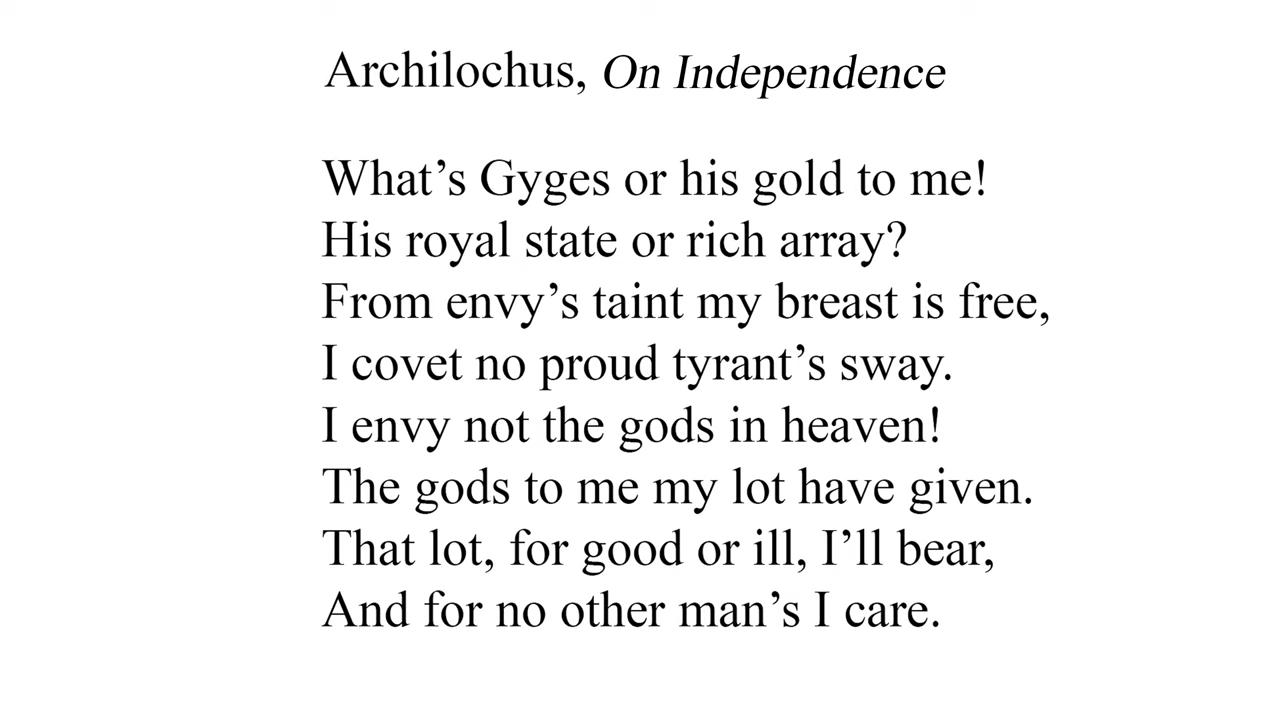 Archilochus, On Independence
What’s Gyges or his gold to me!
His royal state or rich array?
From envy’s taint my breast is free,
I covet no proud tyrant’s sway.
I envy not the gods in heaven!
The gods to me my lot have given.
That lot, for good or ill, I’ll bear,
And for no other man’s I care.